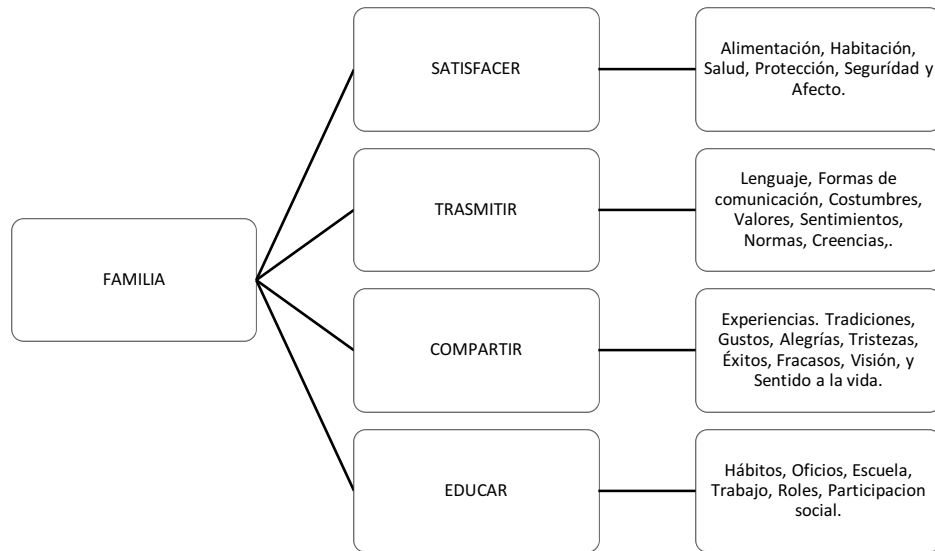 FAMILIA
SATISFACER
Alimentación, Habitación,
Salud, Protección, Segurídad y
Afecto.
TRASMITIR
Lenguaje, Formas de
comunicación, Costumbres,
Valores, Sentimientos,
Normas, Creencias,.
COMPARTIR
Experiencias. Tradiciones,
Gustos, Alegrías, Tristezas,
Éxitos, Fracasos, Visión, y
Sentido a la vida.
EDUCAR
Hábitos, Oficios, Escuela,
Trabajo, Roles, Participacion
social.